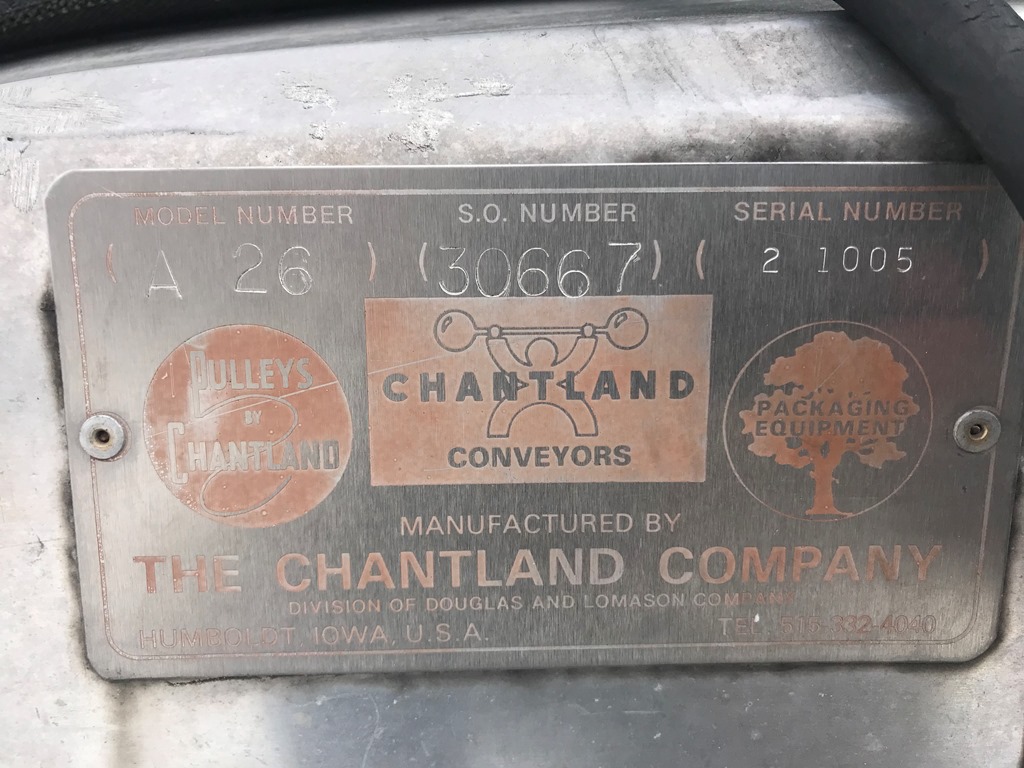 MODEL NUMBER S.O. NUMBER SERIAL NUMBER
( A 26 ) (30667) ( 2 1005 )
PULLEYS
BY
CHANTLAND
CHANTLAND
CONVEYORS
PACKAGING
EQUIPMENT
MANUFACTURED BY
THE CHANTLAND COMPANY
DIVISION OF DOUGLAS AND LOMASON COMPANY
HUMBOLDT, IOWA, U.S.A. TEL. 515-332-4040